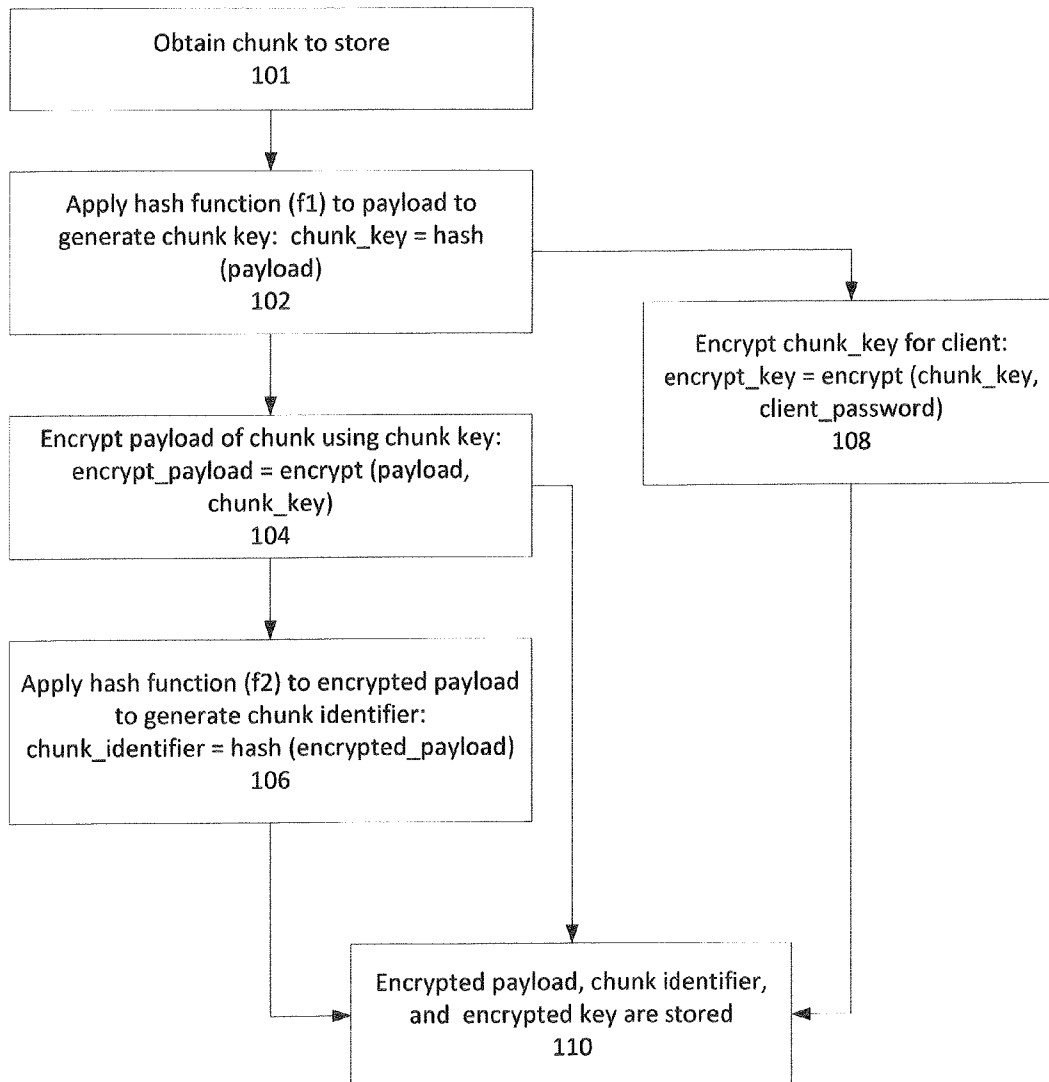 Obtain chunk to store
101
Apply hash function (f1) to payload to
generate chunk key:  chunk_key = hash
(payload)
102
Encrypt chunk_key for client:
encrypt_key = encrypt (chunk_key,
client_password)
108
Encrypt payload of chunk using chunk key:
encrypt_payload = encrypt (payload,
chunk_key)
104
Apply hash function (f2) to encrypted payload
to generate chunk identifier:
chunk_identifier = hash (encrypted_payload)
106
Encrypted payload, chunk identifier,
and  encrypted key are stored
110